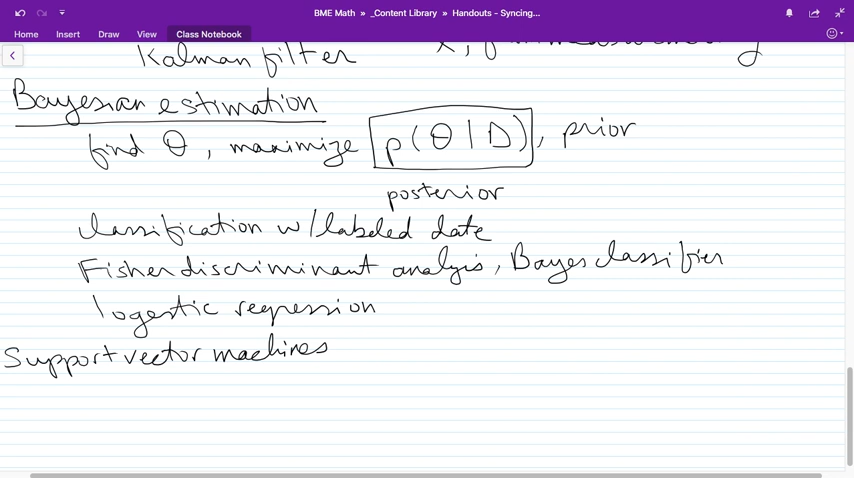 BME Math » _Content Library » Handouts - Syncing...
Home Insert Draw View Class Notebook
Kalman filter x,
Bayesian estimation
find θ, maximize p(θ|D), prior
posterior
classification w/labeled date
Fisher discriminant analysis, Bayes classifier
logestic regression
Support vector machines